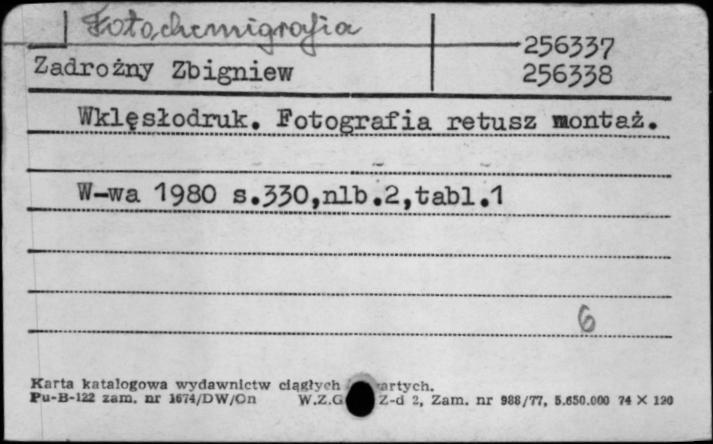 Fotochemigrafia
256337
Zadrożny Zbigniew 256338
Wklęsłodruk. Fotografia retusz montaż.
W-wa 1980 s.330,nlb.2,tabl.1
6
Karta katalogowa wydawnictw ciągłych
Pu-B-122 zam. nr 1674/DW/On W.Z.G Z-d 2, Zam. nr 988/77, 5.650.000 74 X 120